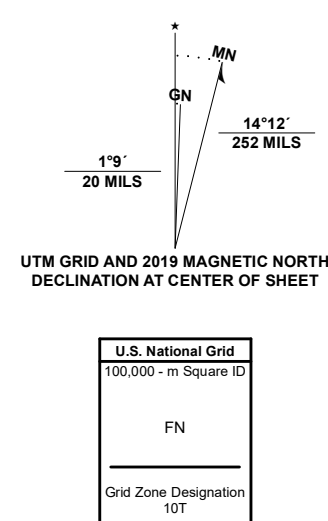 ★
MN
GN
14°12´
252 MILS
1°9´
20 MILS
UTM GRID AND 2019 MAGNETIC NORTH
DECLINATION AT CENTER OF SHEET
U.S. National Grid
100,000 - m Square ID
FN
Grid Zone Designation
10T